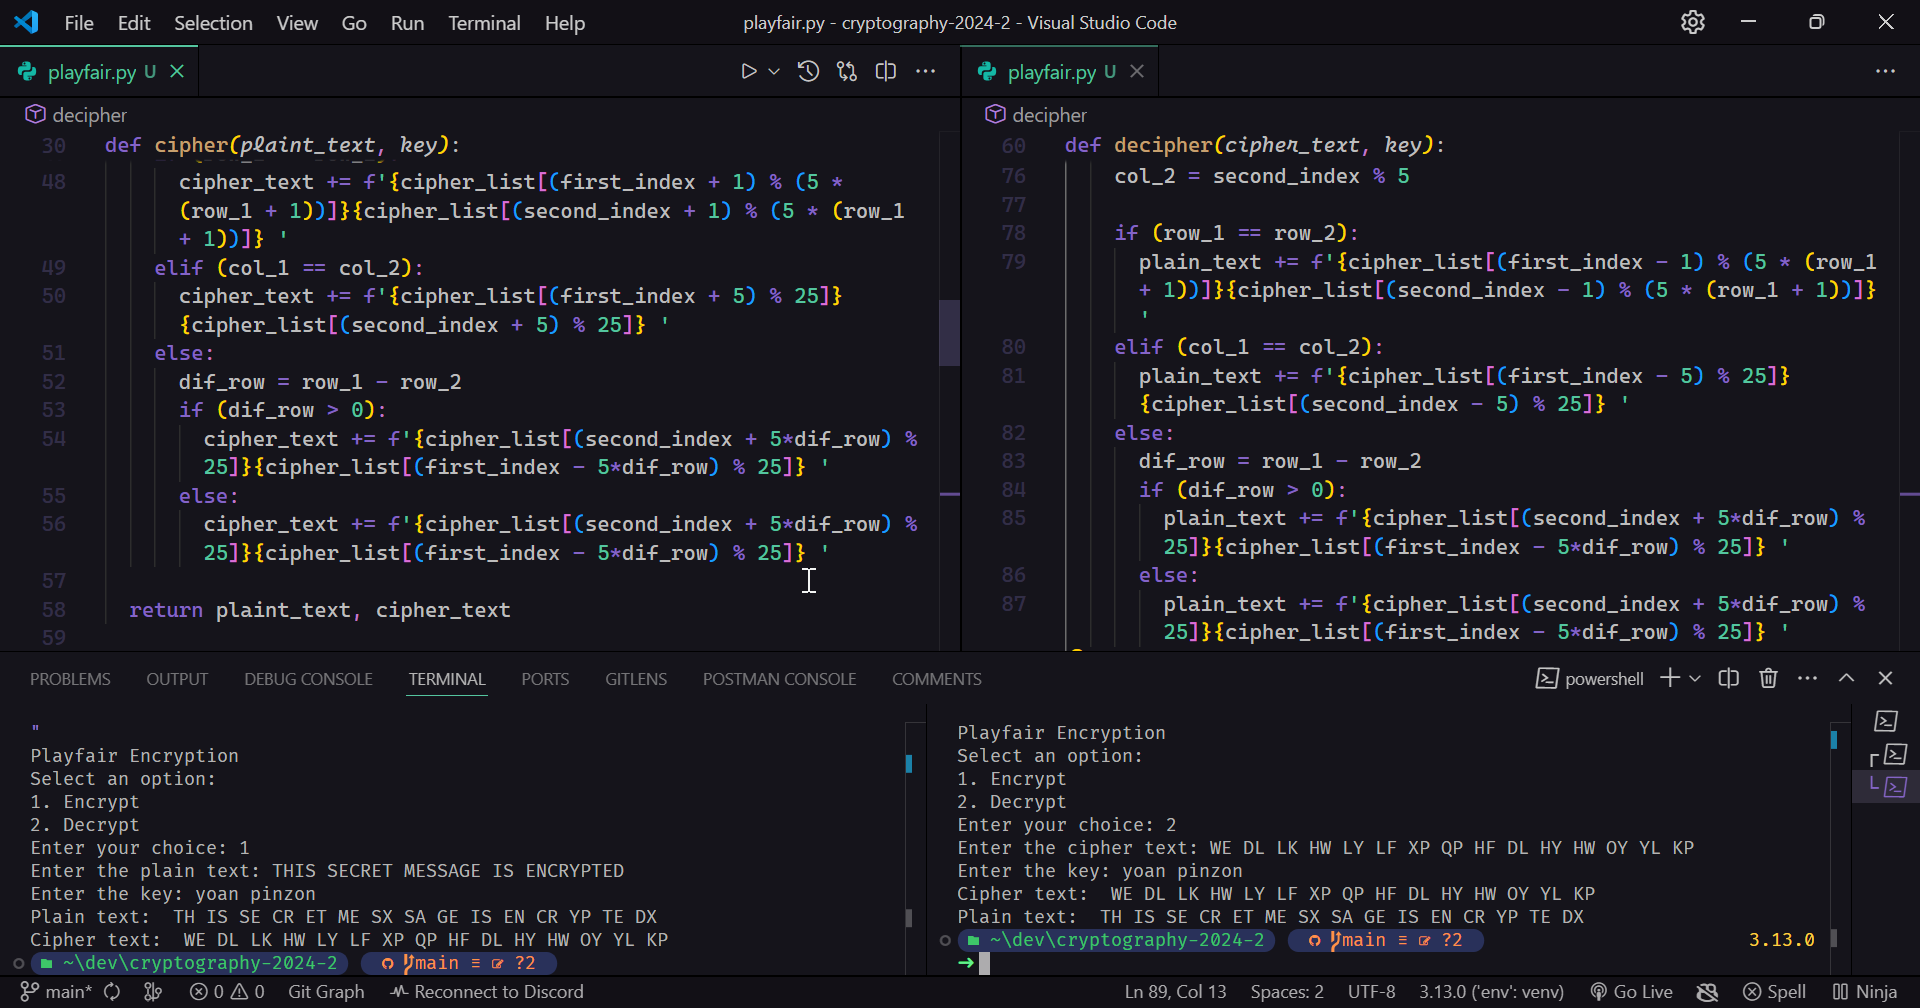 File Edit Selection View Go Run Terminal Help
playfair.py - cryptography-2024-2 - Visual Studio Code
playfair.py U
decipher
30 def cipher(plaint_text, key):
48 cipher_text += f'{cipher_list[(first_index + 1) % (5 *
(row_1 + 1))]}{cipher_list[(second_index + 1) % (5 * (row_1
+ 1))]} '
49 elif (col_1 == col_2):
50 cipher_text += f'{cipher_list[(first_index + 5) % 25]}
{cipher_list[(second_index + 5) % 25]} '
51 else:
52 dif_row = row_1 - row_2
53 if (dif_row > 0):
54 cipher_text += f'{cipher_list[(second_index + 5*dif_row) %
25]}{cipher_list[(first_index - 5*dif_row) % 25]} '
55 else:
56 cipher_text += f'{cipher_list[(second_index + 5*dif_row) %
25]}{cipher_list[(first_index - 5*dif_row) % 25]} '
57
58 return plaint_text, cipher_text
59
playfair.py U
decipher
60 def decipher(cipher_text, key):
76 col_2 = second_index % 5
77
78 if (row_1 == row_2):
79 plain_text += f'{cipher_list[(first_index - 1) % (5 * (row_1
+ 1))]}{cipher_list[(second_index - 1) % (5 * (row_1 + 1))]}
'
80 elif (col_1 == col_2):
81 plain_text += f'{cipher_list[(first_index - 5) % 25]}
{cipher_list[(second_index - 5) % 25]} '
82 else:
83 dif_row = row_1 - row_2
84 if (dif_row > 0):
85 plain_text += f'{cipher_list[(second_index + 5*dif_row) %
25]}{cipher_list[(first_index - 5*dif_row) % 25]} '
86 else:
87 plain_text += f'{cipher_list[(second_index + 5*dif_row) %
25]}{cipher_list[(first_index - 5*dif_row) % 25]} '
PROBLEMS OUTPUT DEBUG CONSOLE TERMINAL PORTS GITLENS POSTMAN CONSOLE COMMENTS
powershell
"
Playfair Encryption
Select an option:
1. Encrypt
2. Decrypt
Enter your choice: 1
Enter the plain text: THIS SECRET MESSAGE IS ENCRYPTED
Enter the key: yoan pinzon
Plain text:  TH IS SE CR ET ME SX SA GE IS EN CR YP TE DX
Cipher text:  WE DL LK HW LY LF XP QP HF DL HY HW OY YL KP
~\dev\cryptography-2024-2 main ≡ ?2
Playfair Encryption
Select an option:
1. Encrypt
2. Decrypt
Enter your choice: 2
Enter the cipher text: WE DL LK HW LY LF XP QP HF DL HY HW OY YL KP
Enter the key: yoan pinzon
Cipher text:  WE DL LK HW LY LF XP QP HF DL HY HW OY YL KP
Plain text:  TH IS SE CR ET ME SX SA GE IS EN CR YP TE DX
~\dev\cryptography-2024-2 main ≡ ?2 3.13.0
➜
main* 0 0 Git Graph Reconnect to Discord Ln 89, Col 13 Spaces: 2 UTF-8 3.13.0 ('env': venv) Go Live Spell Ninja